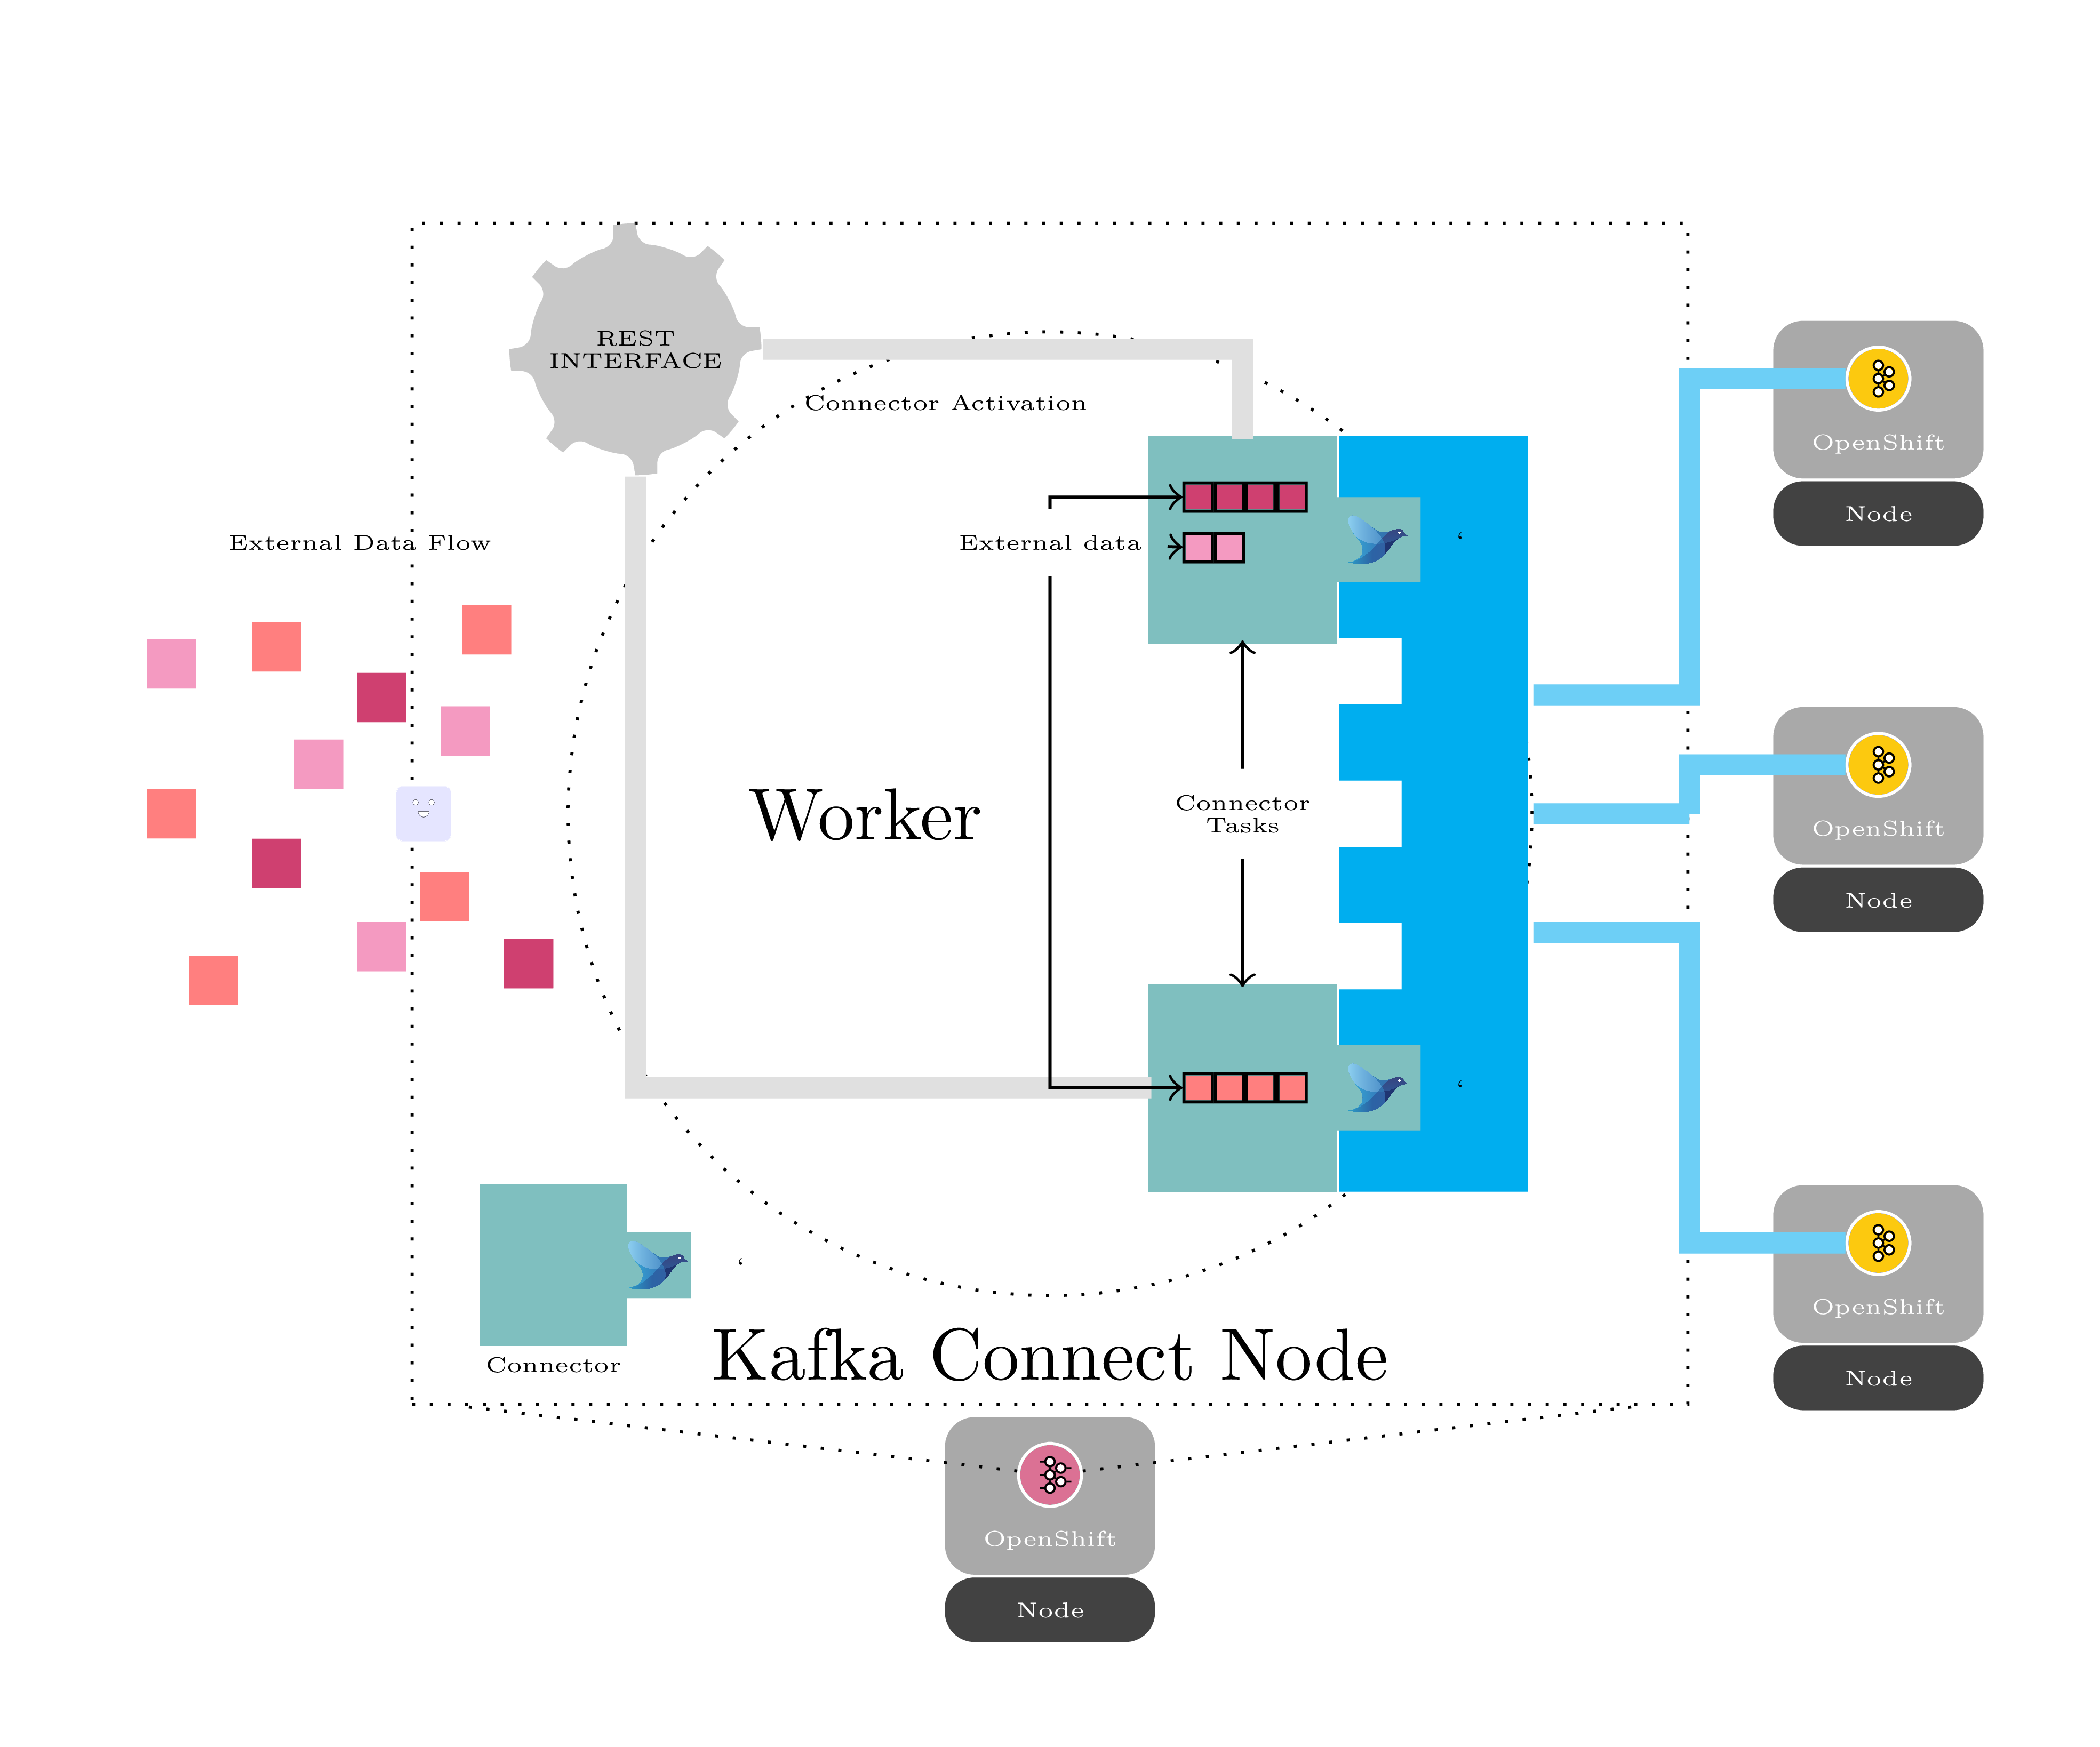 REST
INTERFACE
Connector Activation
OpenShift
Node
External Data Flow
External data
‘
Worker
Connector
Tasks
OpenShift
Node
‘
‘
Connector
Kafka Connect Node
OpenShift
Node
OpenShift
Node